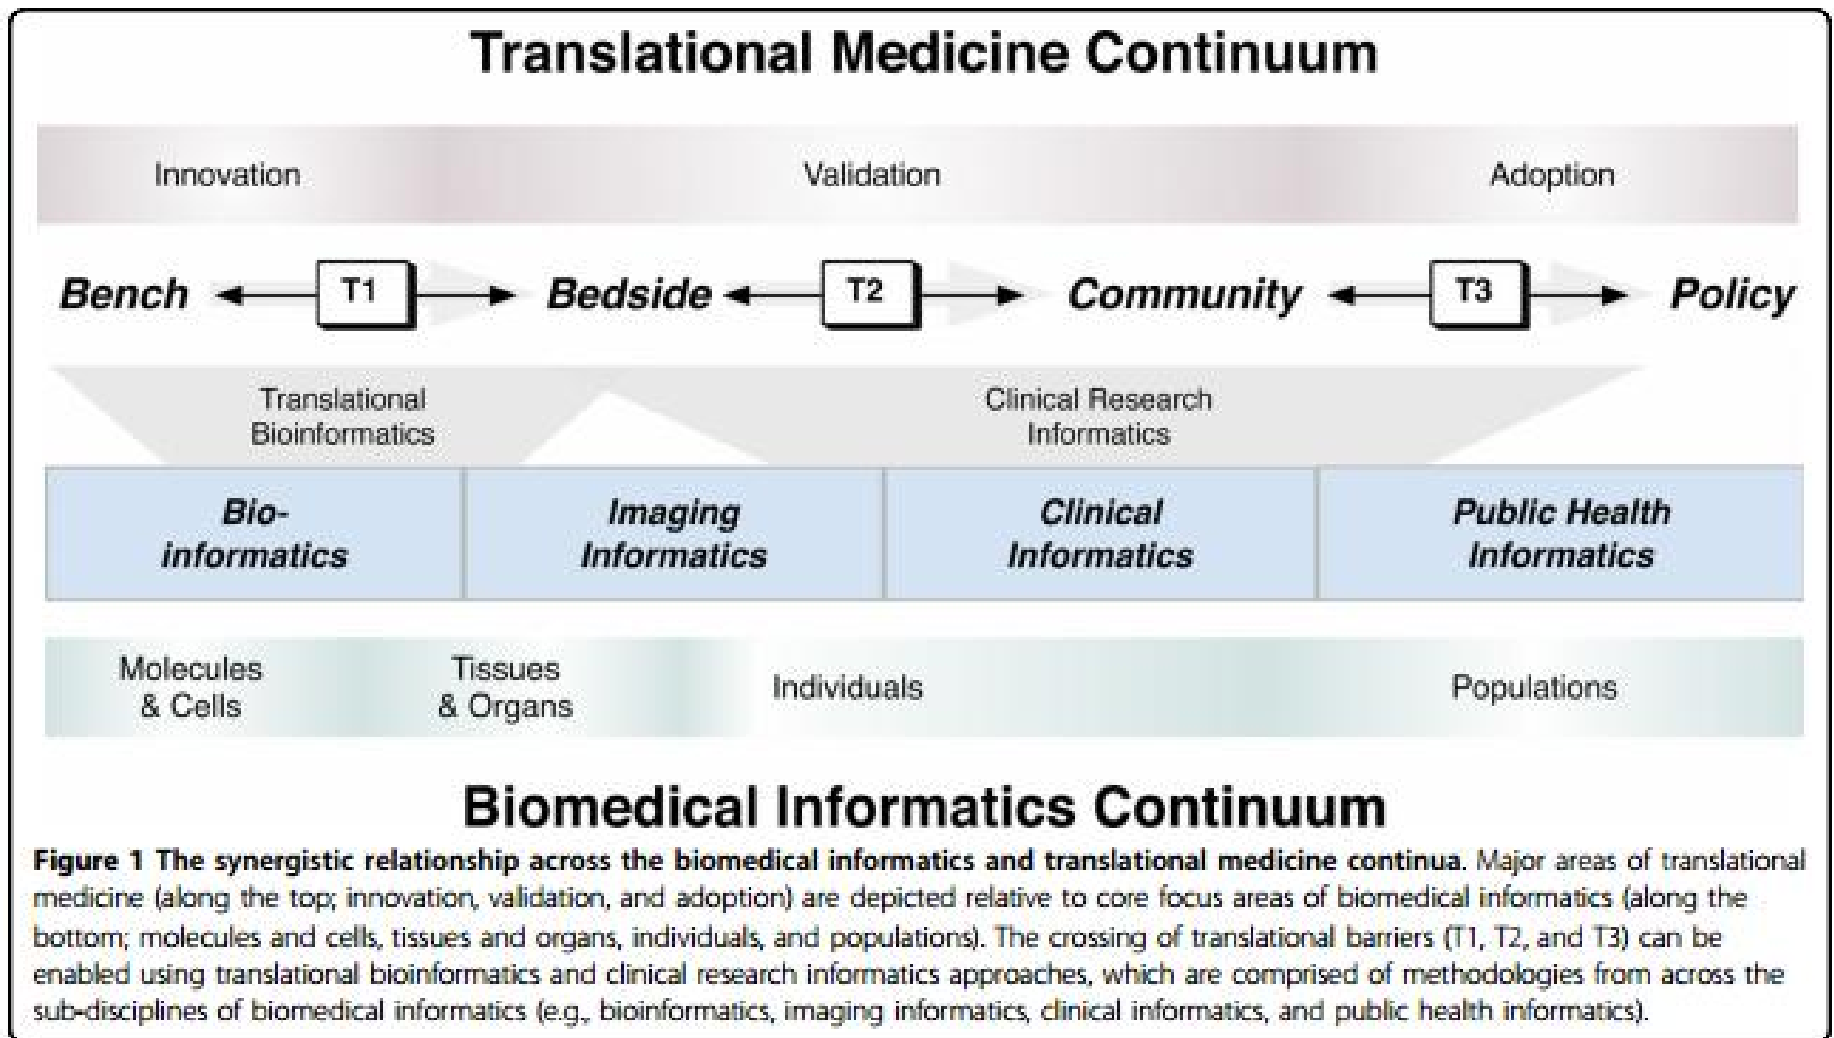 Translational Medicine Continuum
Innovation Validation Adoption
Bench T1 Bedside T2 Community T3 Policy
Translational
Bioinformatics
Clinical Research
Informatics
Bio-
informatics
Imaging
Informatics
Clinical
Informatics
Public Health
Informatics
Molecules
& Cells
Tissues
& Organs
Individuals
Populations
Biomedical Informatics Continuum
Figure 1 The synergistic relationship across the biomedical informatics and translational medicine continua. Major areas of translational
medicine (along the top; innovation, validation, and adoption) are depicted relative to core focus areas of biomedical informatics (along the
bottom; molecules and cells, tissues and organs, individuals, and populations). The crossing of translational barriers (T1, T2, and T3) can be
enabled using translational bioinformatics and clinical research informatics approaches, which are comprised of methodologies from across the
sub-disciplines of biomedical informatics (e.g., bioinformatics, imaging informatics, clinical informatics, and public health informatics).